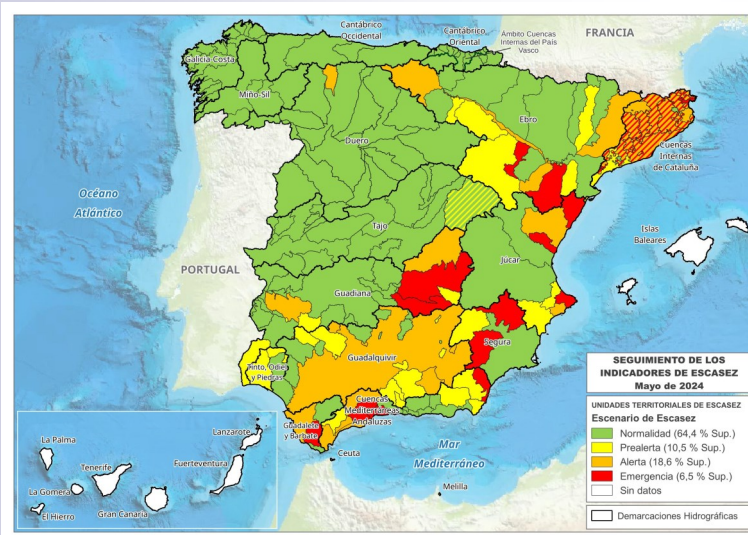 Cantábrico
Occidental
Cantábrico
Oriental
Ámbito Cuencas
Internas del País
Vasco
FRANCIA
Galicia-Costa
Miño-Sil
Ebro
Duero
Cuencas
Internas
de Cataluña
Océano
Atlántico
Tajo
Islas
Baleares
PORTUGAL
Júcar
Guadiana
Segura
Guadalquivir
Tinto, Odiel
y Piedras
Cuencas
Mediterráneas
Andaluzas
Guadalete
y Barbate
Ceuta
Mar
Mediterráneo
Melilla
La Palma
Lanzarote
Tenerife
Fuerteventura
La Gomera
El Hierro
Gran Canaria
SEGUIMIENTO DE LOS
INDICADORES DE ESCASEZ
Mayo de 2024
UNIDADES TERRITORIALES DE ESCASEZ
Escenario de Escasez
Normalidad (64,4 % Sup.)
Prealerta (10,5 % Sup.)
Alerta (18,6 % Sup.)
Emergencia (6,5 % Sup.)
Sin datos
Demarcaciones Hidrográficas